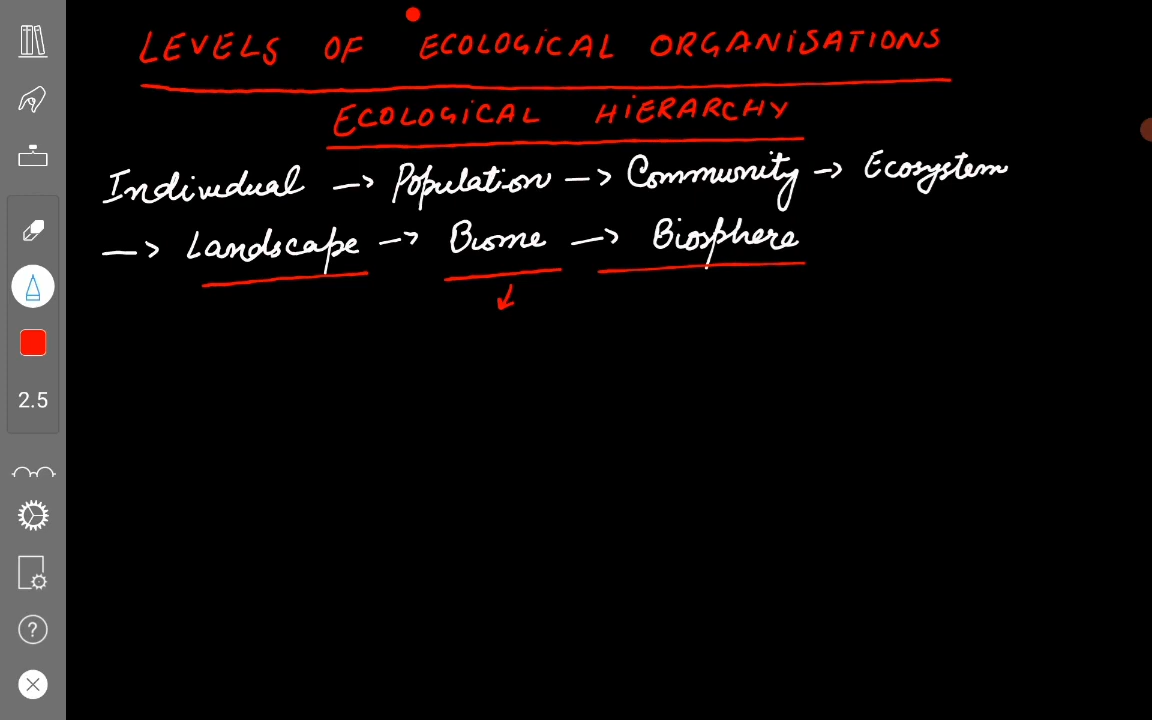 LEVELS OF ECOLOGICAL ORGANISATIONS
ECOLOGICAL HIERARCHY
Individual -> Population -> Community -> Ecosystem
-> Landscape -> Biome -> Biosphere
2.5
?